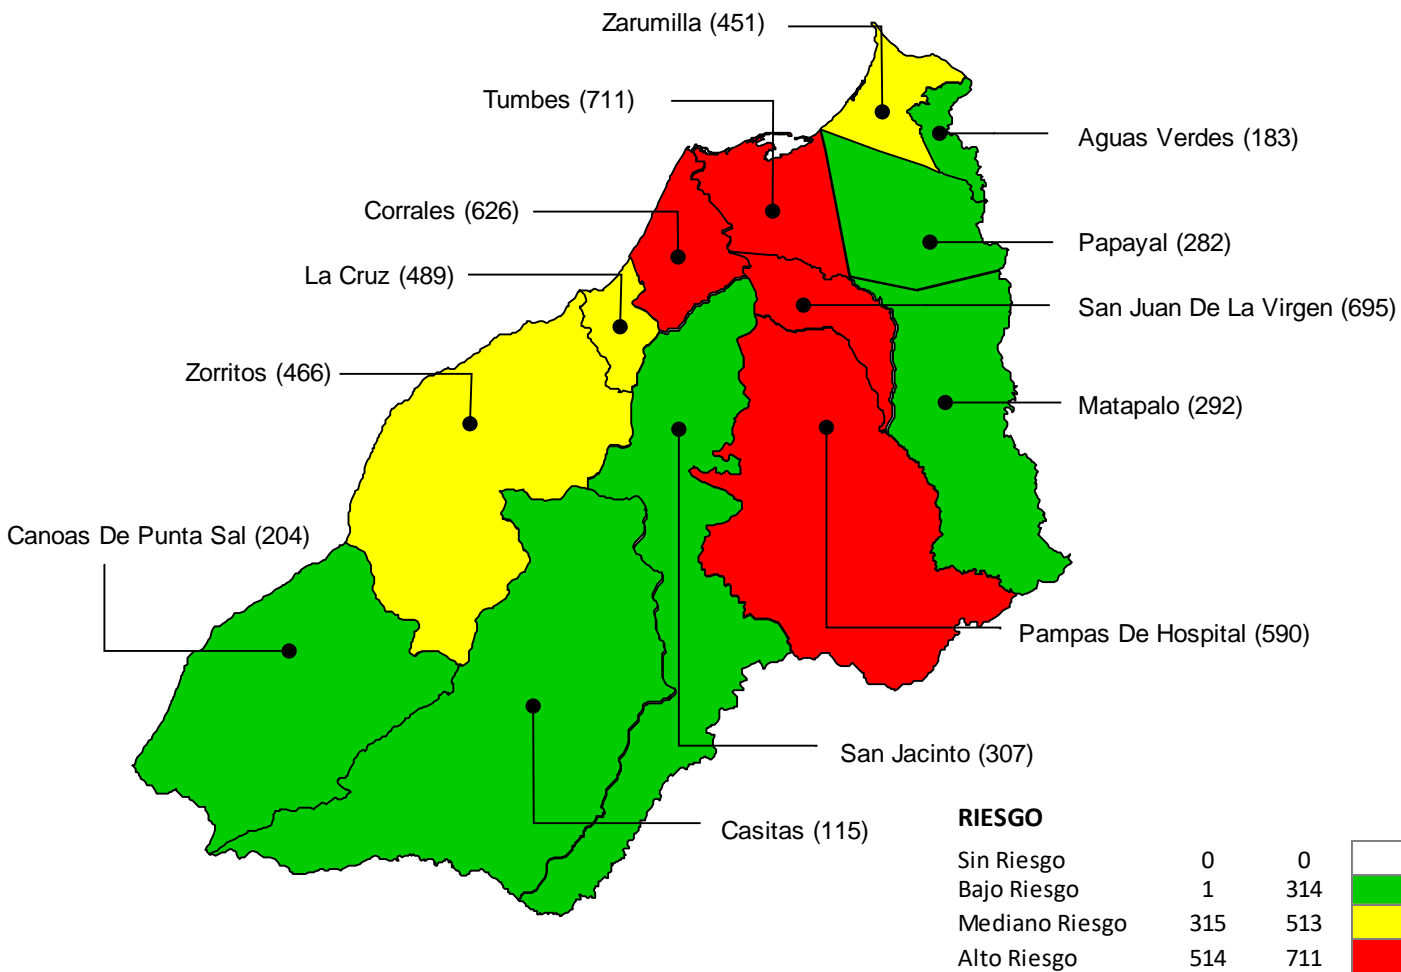 Zarumilla (451)
Tumbes (711)
Aguas Verdes (183)
Corrales (626)
Papayal (282)
La Cruz (489)
San Juan De La Virgen (695)
Zorritos (466)
Matapalo (292)
Canoas De Punta Sal (204)
Pampas De Hospital (590)
San Jacinto (307)
Casitas (115)
RIESGO
Sin Riesgo 0 0
Bajo Riesgo 1 314
Mediano Riesgo 315 513
Alto Riesgo 514 711